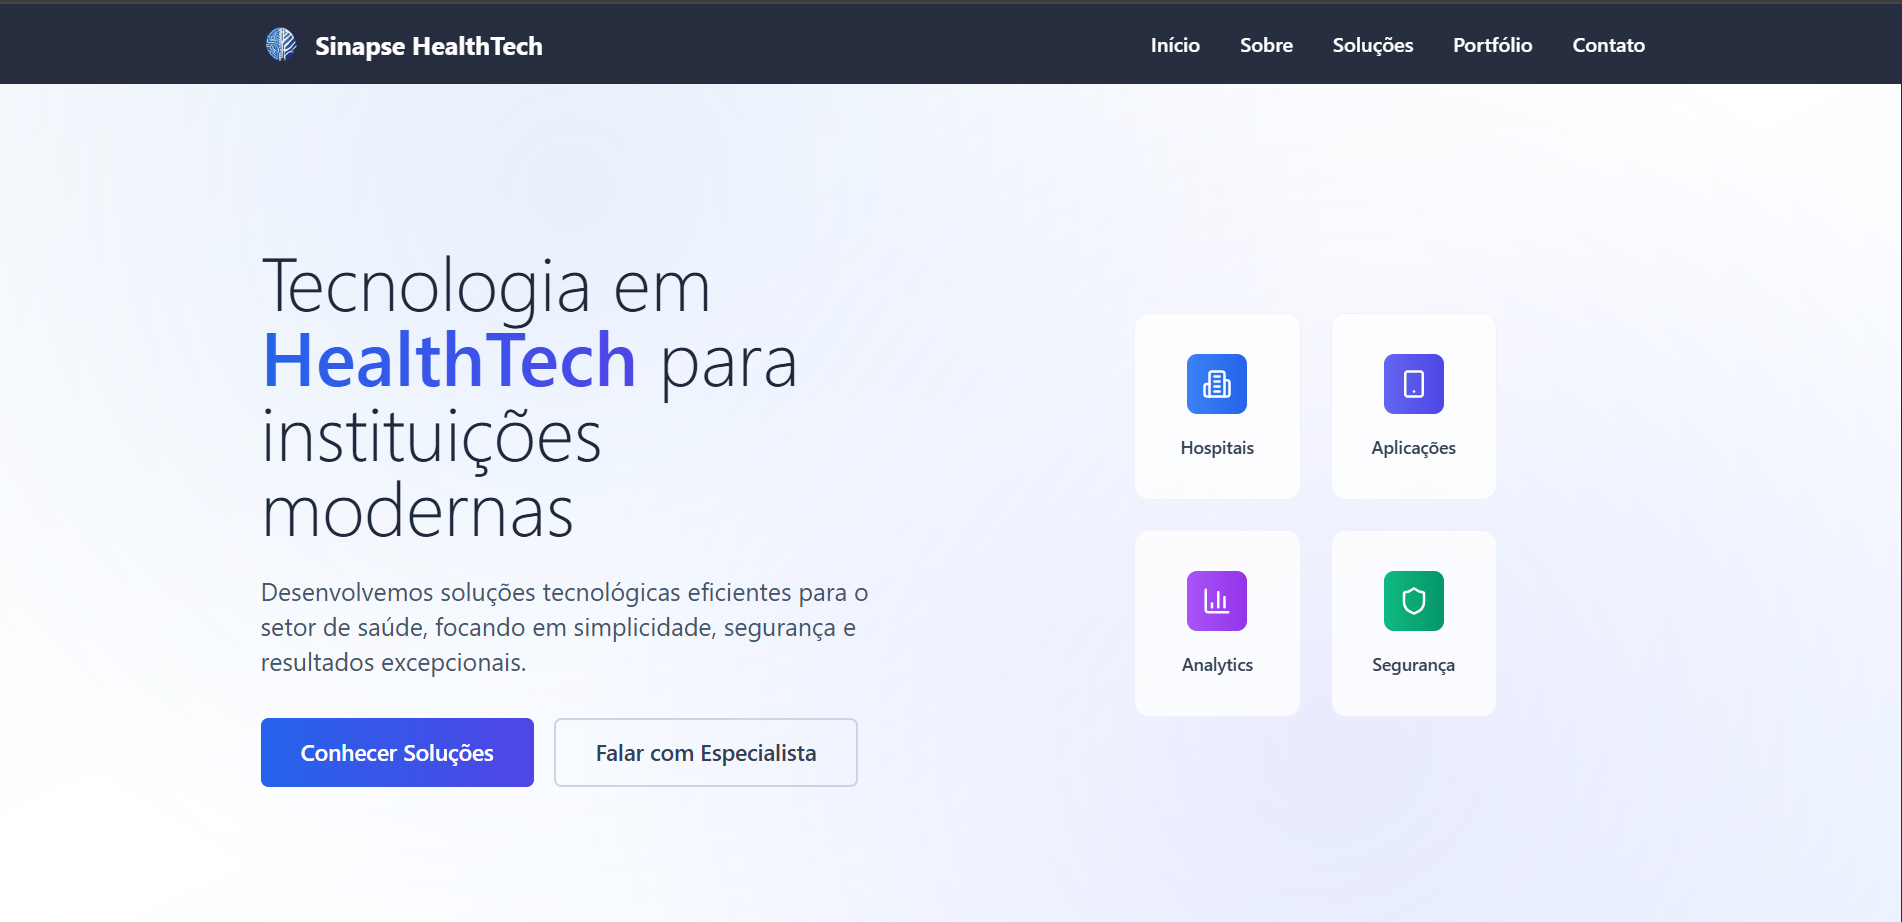 Sinapse HealthTech
Início
Sobre
Soluções
Portfólio
Contato
Tecnologia em
HealthTech para
instituições
modernas
Desenvolvemos soluções tecnológicas eficientes para o
setor de saúde, focando em simplicidade, segurança e
resultados excepcionais.
Conhecer Soluções
Falar com Especialista
Hospitais
Aplicações
Analytics
Segurança